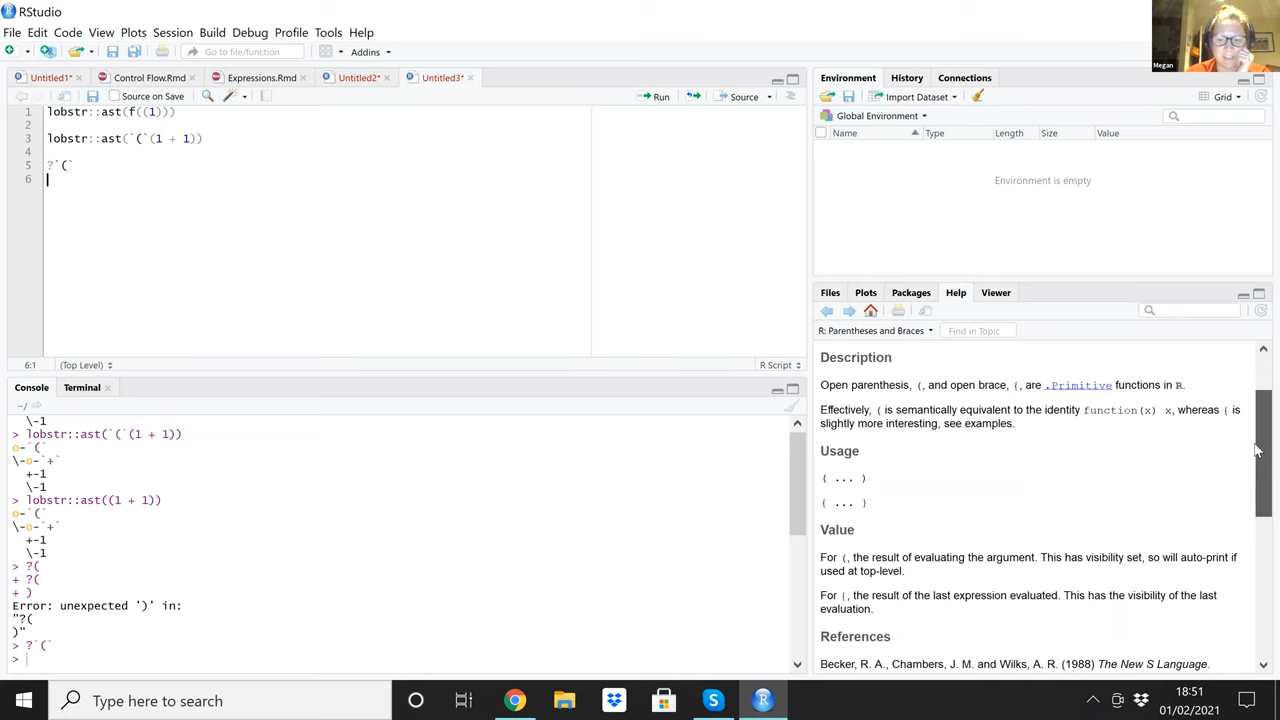 RStudio
File Edit Code View Plots Session Build Debug Profile Tools Help
Go to file/function
Addins
Untitled1* Control Flow.Rmd Expressions.Rmd Untitled2* Untitled3*
Source on Save
Run
Source
1 lobstr::ast(f((1)))
2
3 lobstr::ast(`(`(1 + 1))
4
5 ?`(`
6
6:1 (Top Level) R Script
Console Terminal
~/
\-1
> lobstr::ast(`(`(1 + 1))
o-`(`
\-o-`+`
+-1
\-1
> lobstr::ast((1 + 1))
o-`(`
\-o-`+`
+-1
\-1
> ?(
+ ?(
+ )
Error: unexpected ')' in:
"?(
)"
> ?`(`
>
Megan
Environment History Connections
Import Dataset
Grid
Global Environment
Name Type Length Size Value
Environment is empty
Files Plots Packages Help Viewer
R: Parentheses and Braces
Find in Topic
Description
Open parenthesis, (, and open brace, {, are .Primitive functions in R.
Effectively, ( is semantically equivalent to the identity function(x) x, whereas { is
slightly more interesting, see examples.
Usage
( ... )
{ ... }
Value
For (, the result of evaluating the argument. This has visibility set, so will auto-print if
used at top-level.
For {, the result of the last expression evaluated. This has the visibility of the last
evaluation.
References
Becker, R. A., Chambers, J. M. and Wilks, A. R. (1988) The New S Language.
Type here to search
18:51
01/02/2021